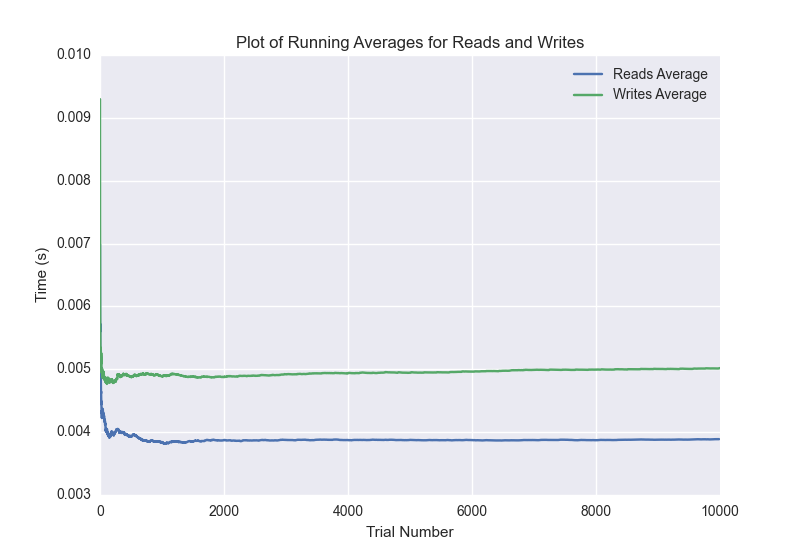 Plot of Running Averages for Reads and Writes
0.010
0.009
0.008
0.007
0.006
0.005
0.004
0.003
Time (s)
Reads Average
Writes Average
0 2000 4000 6000 8000 10000
Trial Number